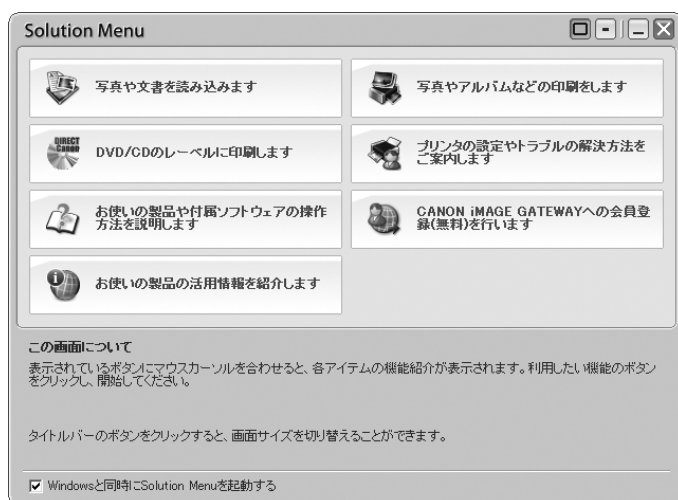 Solution Menu
写真や文書を読み込みます
写真やアルバムなどの印刷をします
DIRECT
Canon
DVD/CDのレーベルに印刷します
プリンタの設定やトラブルの解決方法を
ご案内します
お使いの製品や付属ソフトウェアの操作
方法を説明します
CANON iMAGE GATEWAYへの会員登
録(無料)を行います
お使いの製品の活用情報を紹介します
この画面について
表示されているボタンにマウスカーソルを合わせると、各アイテムの機能紹介が表示されます。利用したい機能のボタン
をクリックし、開始してください。
タイトルバーのボタンをクリックすると、画面サイズを切り替えることができます。
Windowsと同時にSolution Menuを起動する